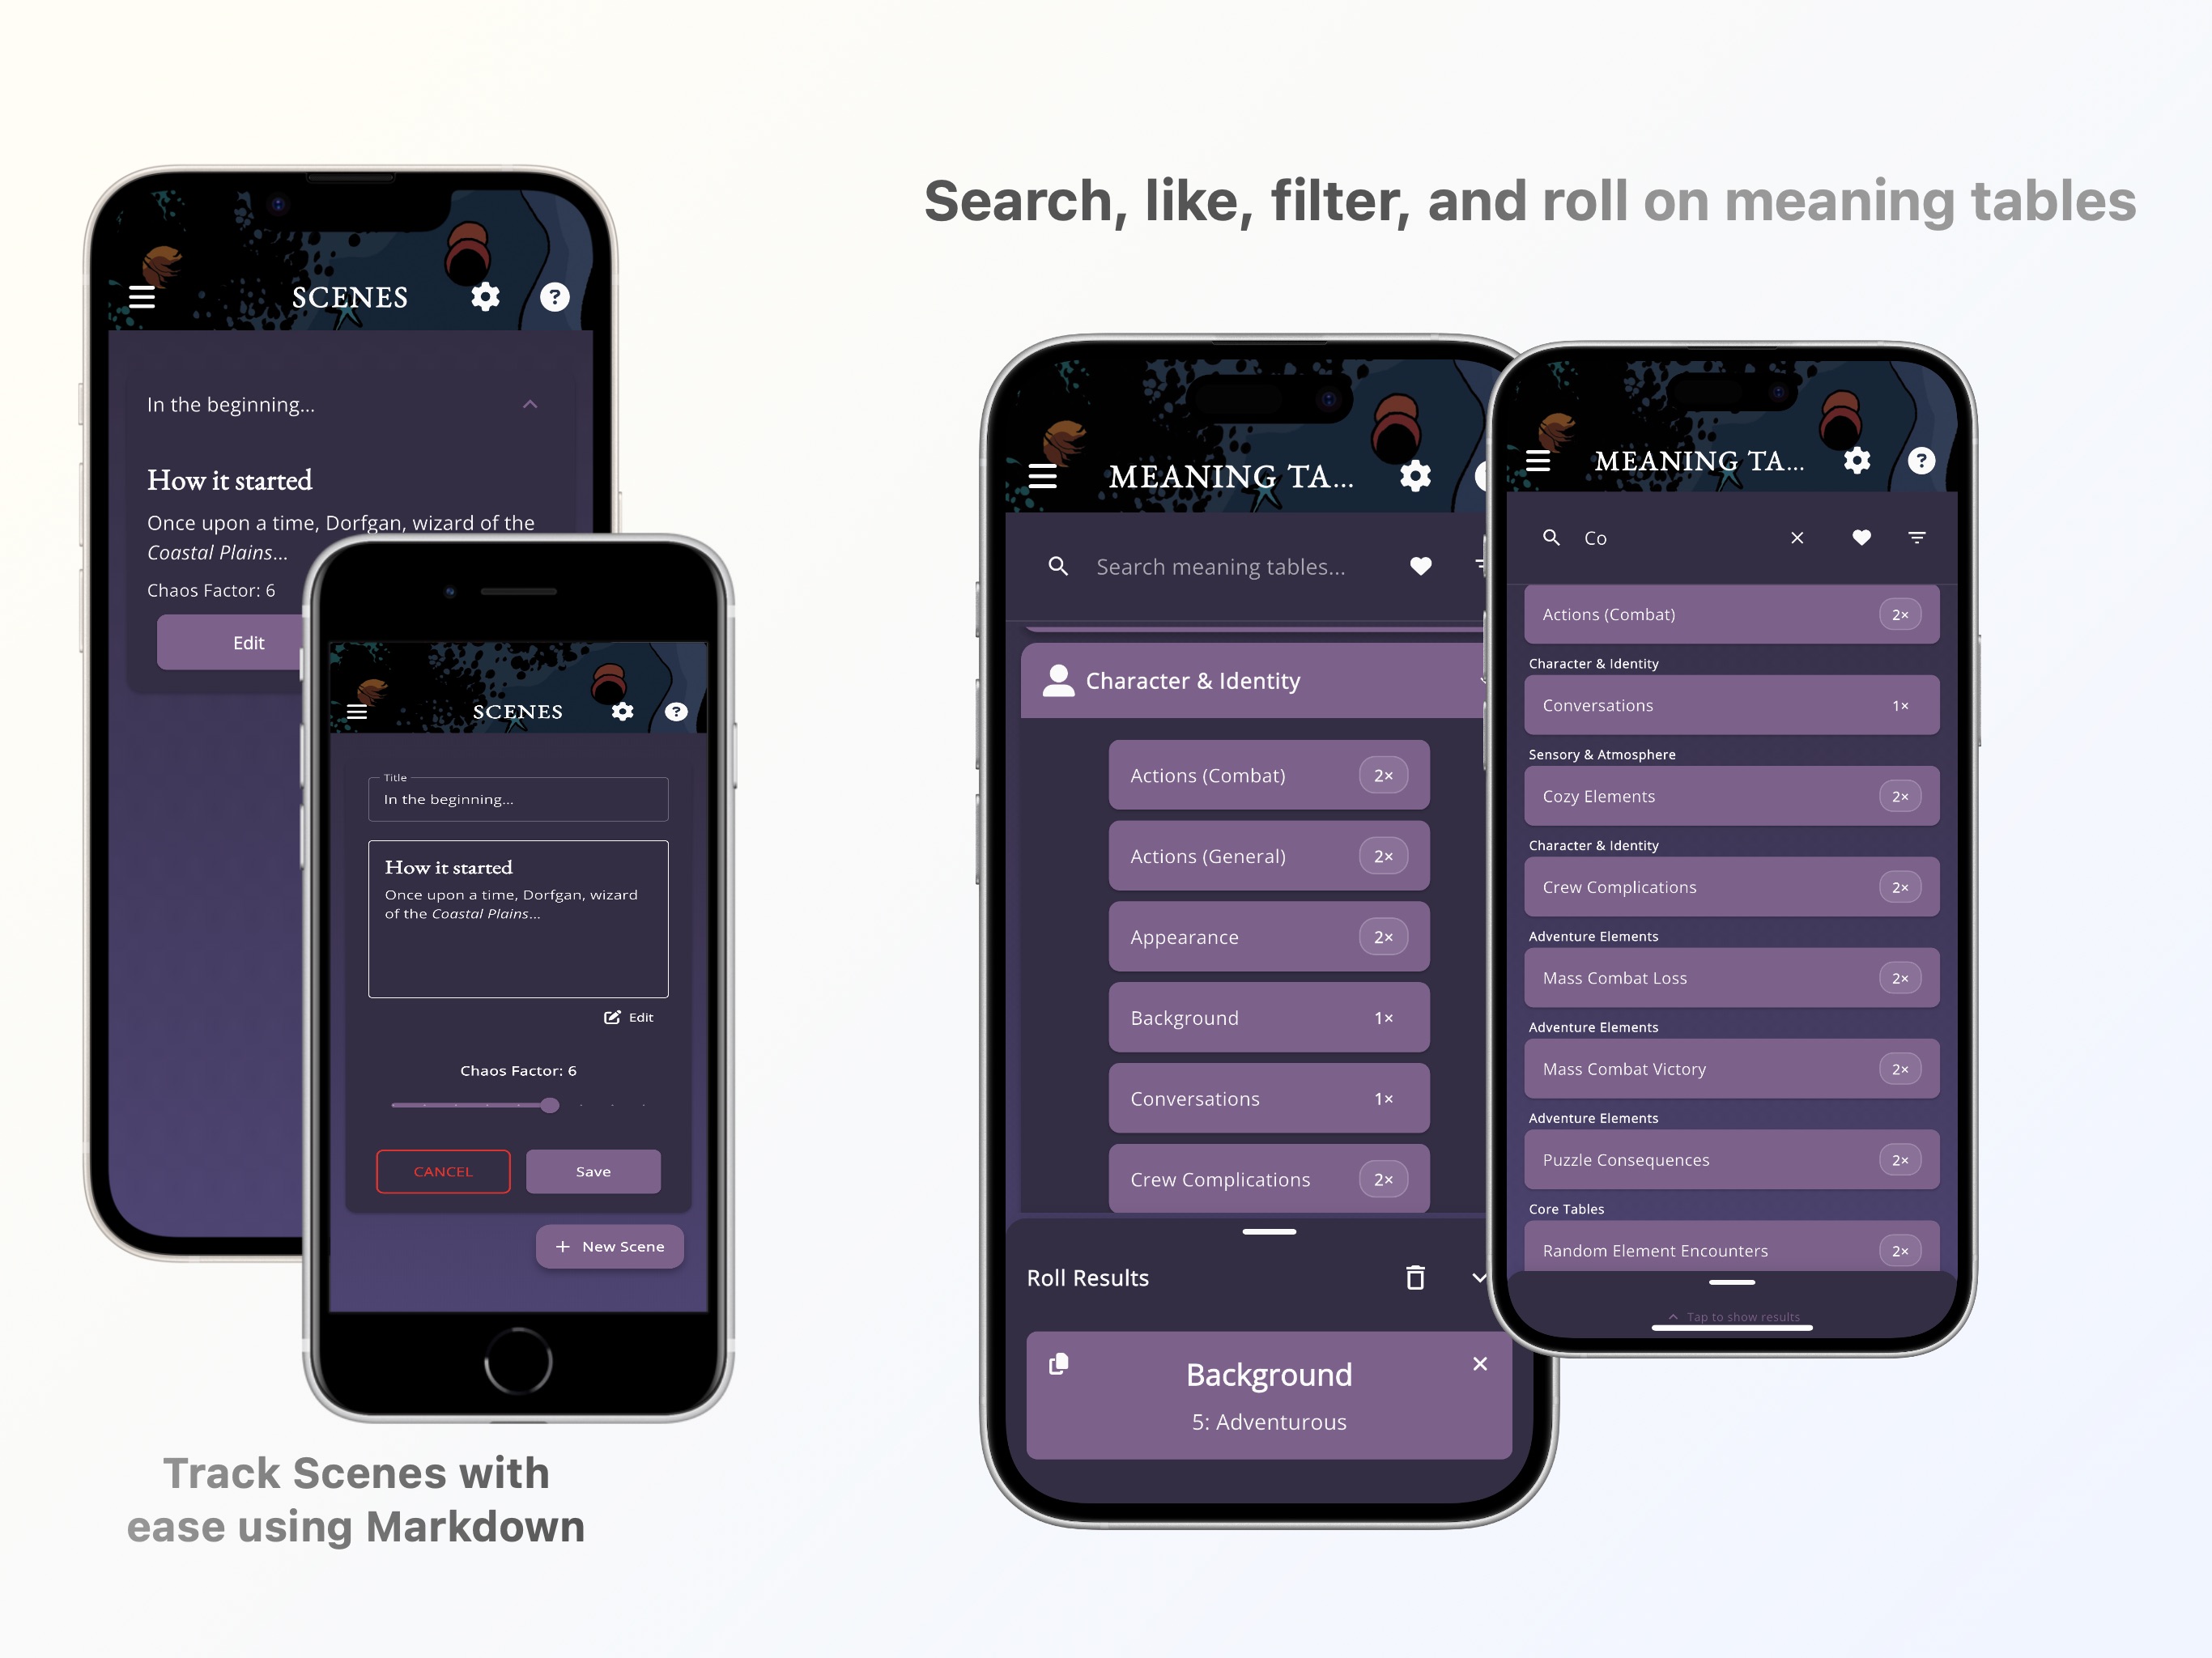 Search, like, filter, and roll on meaning tables
SCENES
In the beginning...
How it started
Once upon a time, Dorfgan, wizard of the
Coastal Plains...
Chaos Factor: 6
Edit
SCENES
Title
In the beginning...
How it started
Once upon a time, Dorfgan, wizard
of the Coastal Plains...
Edit
Chaos Factor: 6
CANCEL
Save
+ New Scene
Track Scenes with
ease using Markdown
MEANING TA...
Search meaning tables...
Character & Identity
Actions (Combat) 2×
Actions (General) 2×
Appearance 2×
Background 1×
Conversations 1×
Crew Complications 2×
Roll Results
Background
5: Adventurous
MEANING TA...
Co
Actions (Combat) 2×
Character & Identity
Conversations 1×
Sensory & Atmosphere
Cozy Elements 2×
Character & Identity
Crew Complications 2×
Adventure Elements
Mass Combat Loss 2×
Adventure Elements
Mass Combat Victory 2×
Adventure Elements
Puzzle Consequences 2×
Core Tables
Random Element Encounters 2×
Tap to show results